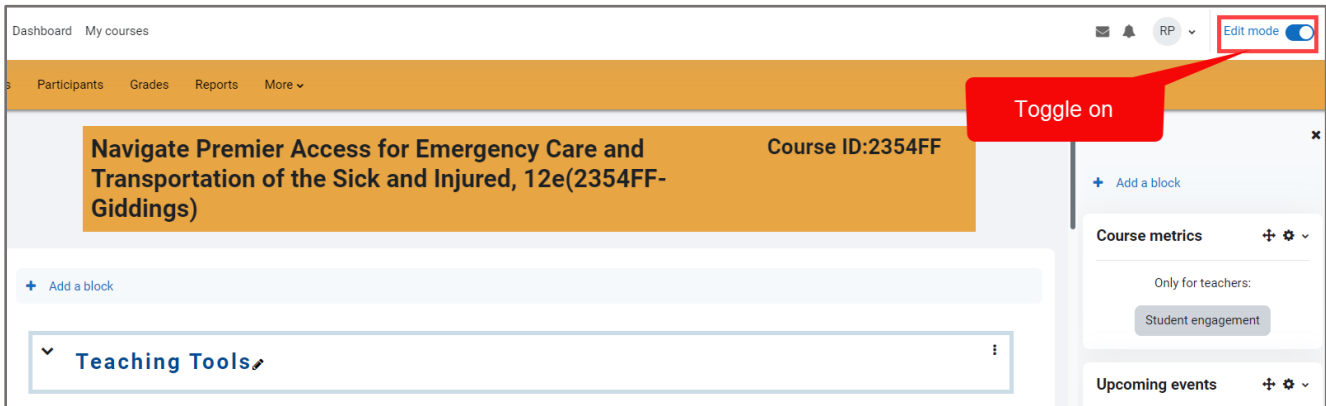 Dashboard My courses
RP
Edit mode
s Participants Grades Reports More
Toggle on
Navigate Premier Access for Emergency Care and
Transportation of the Sick and Injured, 12e(2354FF-
Giddings)
Course ID:2354FF
+ Add a block
Teaching Tools
+ Add a block
Course metrics
Only for teachers:
Student engagement
Upcoming events